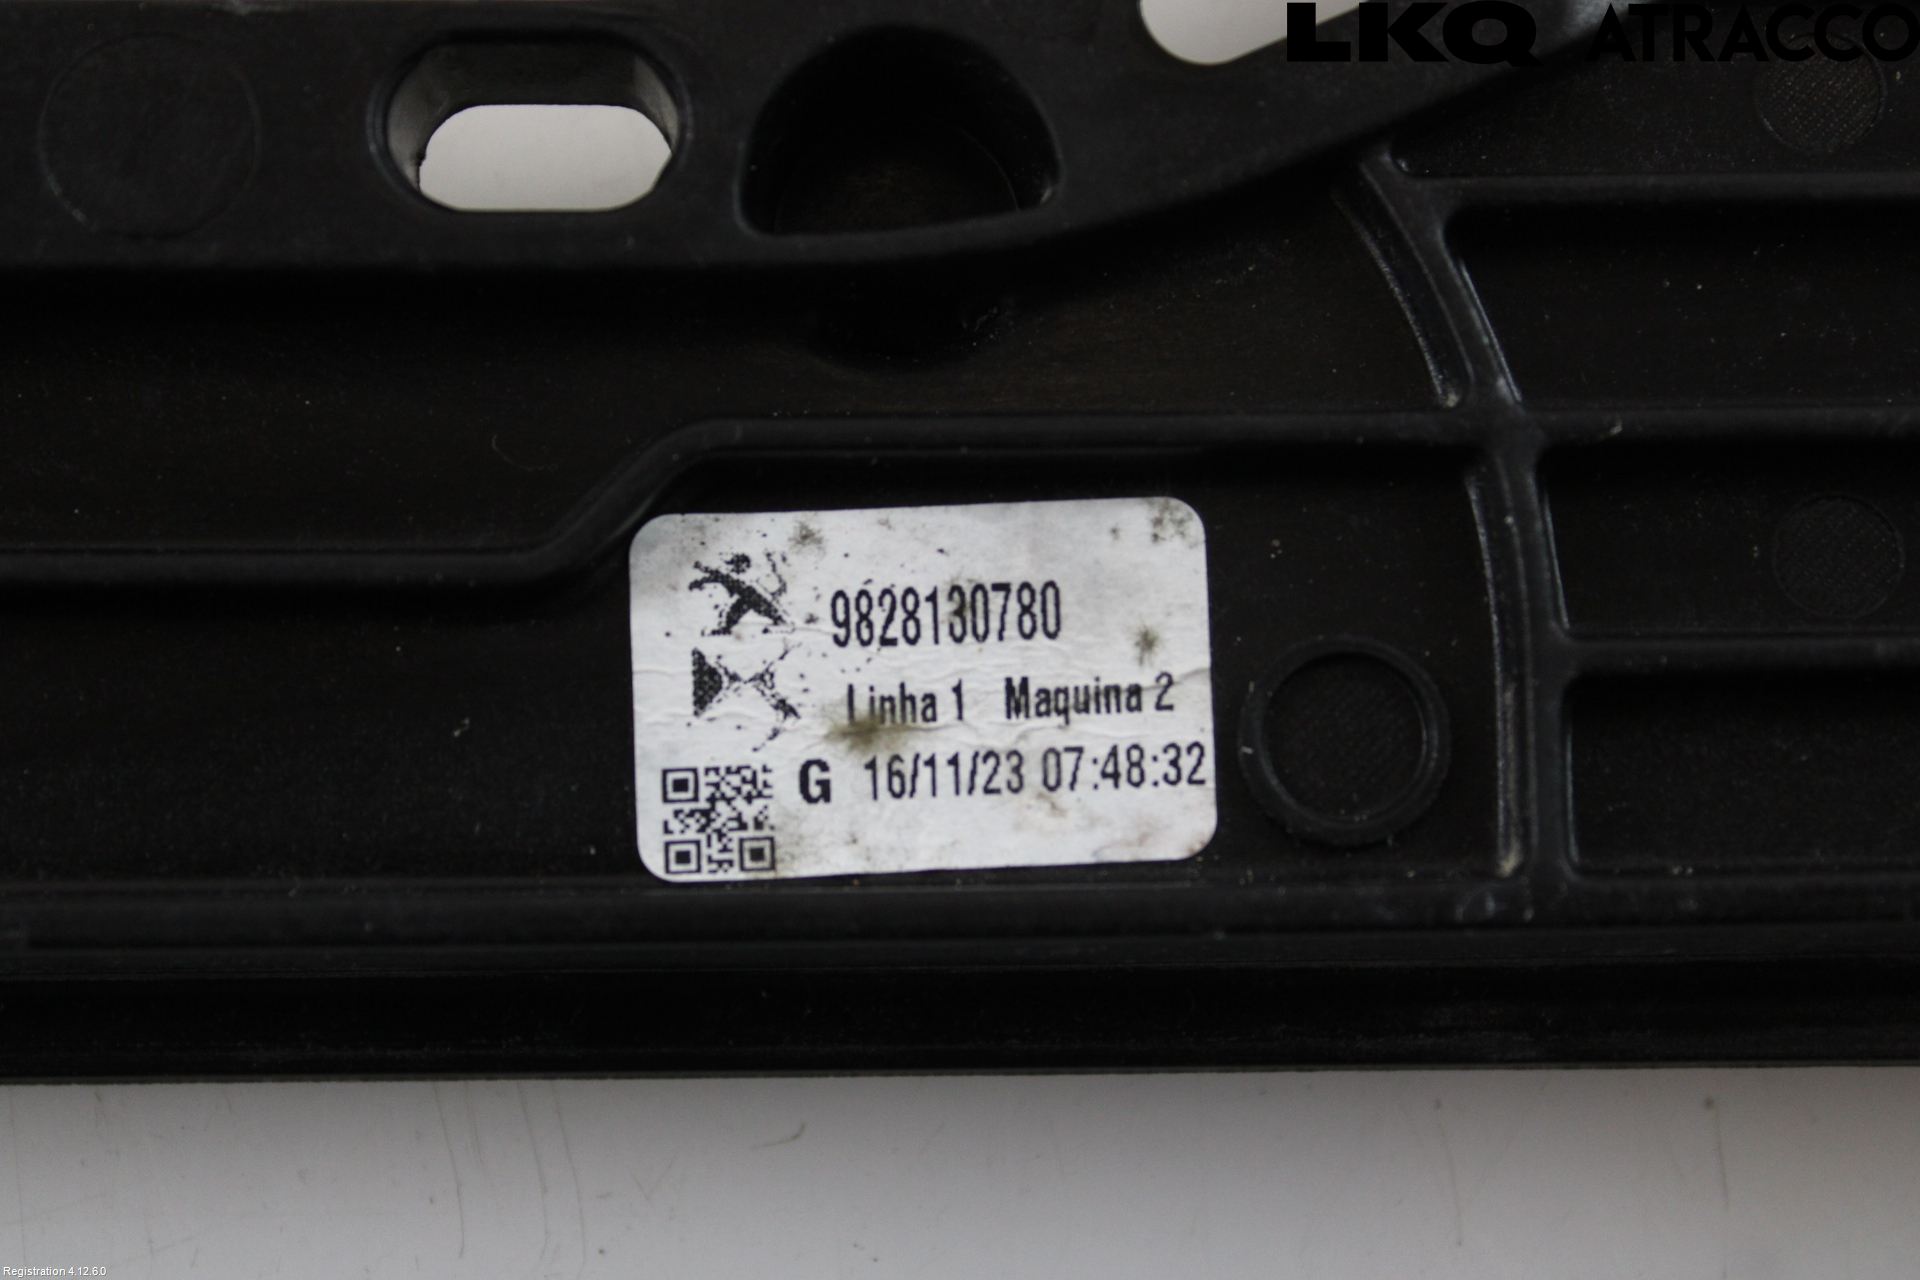 LKQ ATRACCO
9828130780
Linha 1 Maquina 2
G 16/11/23 07:48:32
Registration 4.12.6.0